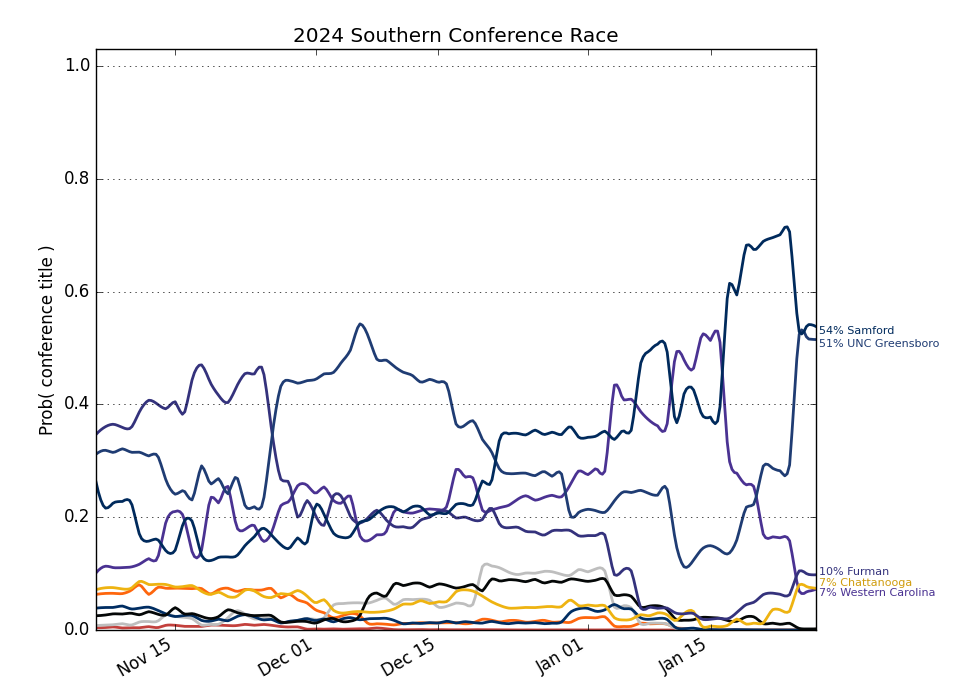 2024 Southern Conference Race
Prob( conference title )
1.0
0.8
0.6
0.4
0.2
0.0
54% Samford
51% UNC Greensboro
10% Furman
7% Chattanooga
7% Western Carolina
Nov 15
Dec 01
Dec 15
Jan 01
Jan 15